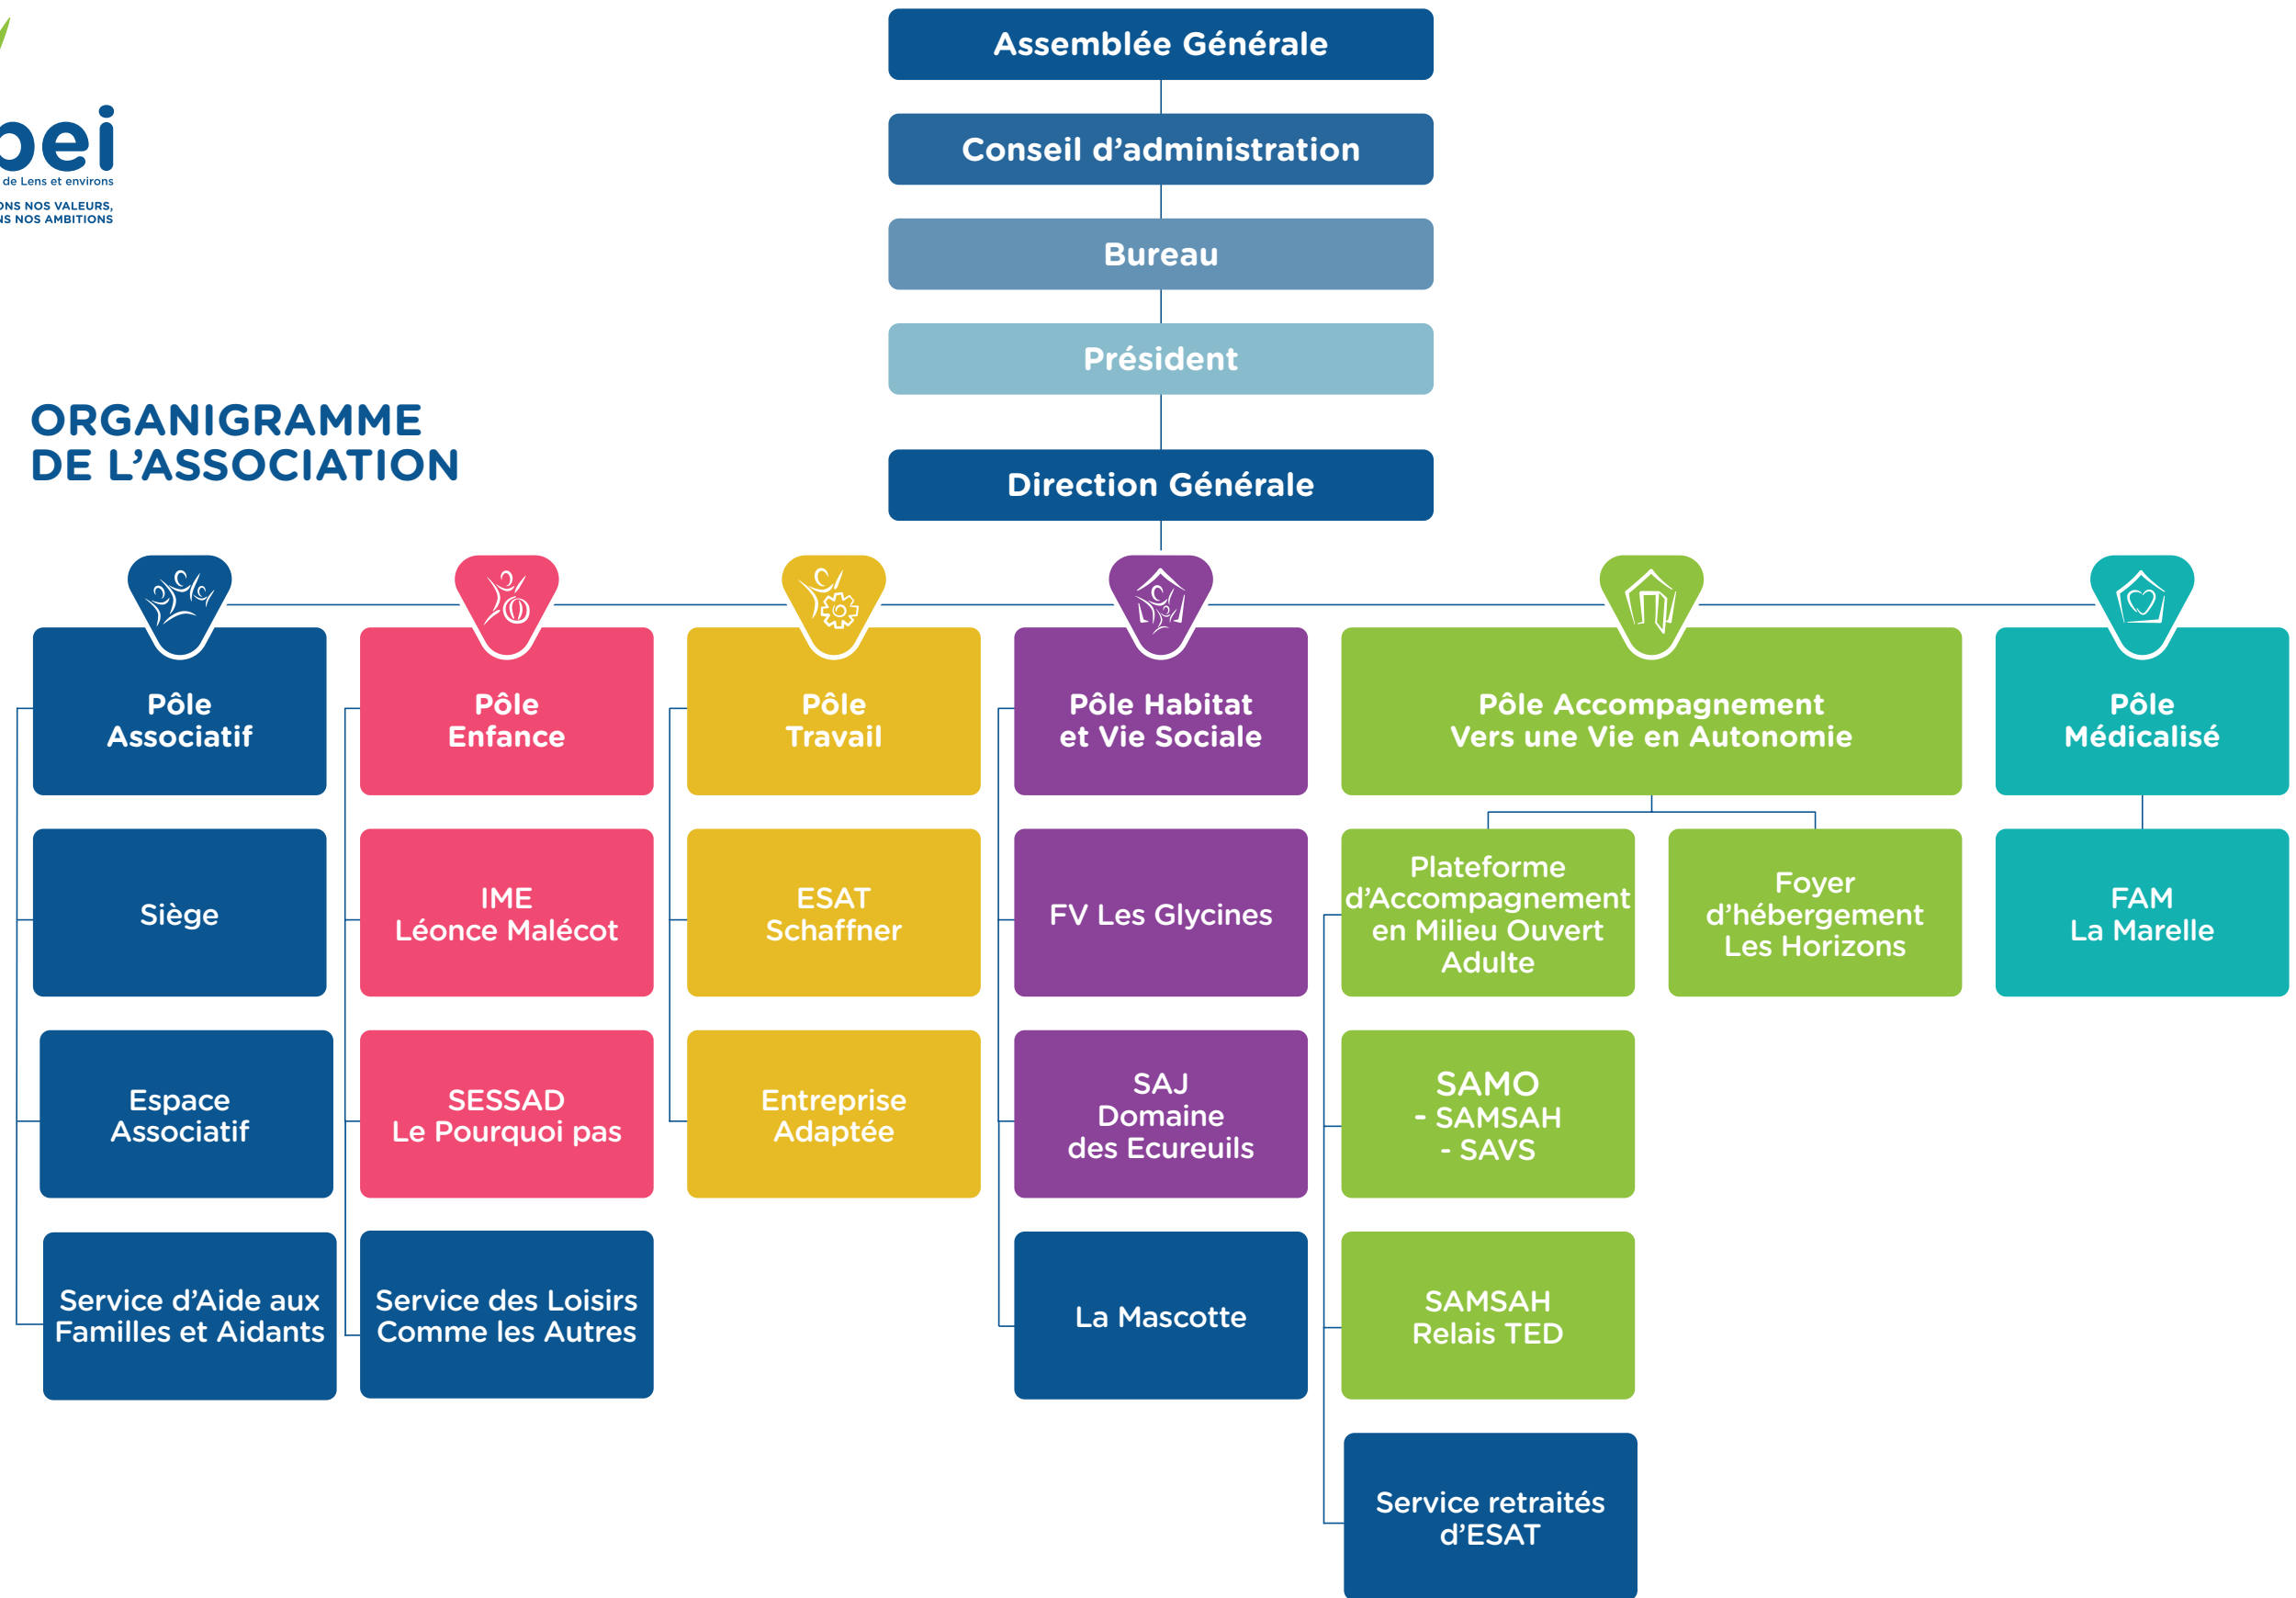 Assemblée Générale
Conseil d'administration
Bureau
Président
Direction Générale
de Lens et environs
NOS VALEURS,
NOS AMBITIONS
ORGANIGRAMME
DE L'ASSOCIATION
Pôle
Associatif
Siège
Espace
Associatif
Service d'Aide aux
Familles et Aidants
Pôle
Enfance
IME
Léonce Malécot
SESSAD
Le Pourquoi pas
Service des Loisirs
Comme les Autres
Pôle
Travail
ESAT
Schaffner
Entreprise
Adaptée
Pôle Habitat
et Vie Sociale
FV Les Glycines
SAJ
Domaine
des Ecureuils
La Mascotte
Pôle Accompagnement
Vers une Vie en Autonomie
Plateforme
d'Accompagnement
en Milieu Ouvert
Adulte
SAMO
- SAMSAH
- SAVS
SAMSAH
Relais TED
Service retraités
d'ESAT
Foyer
d'hébergement
Les Horizons
Pôle
Médicalisé
FAM
La Marelle